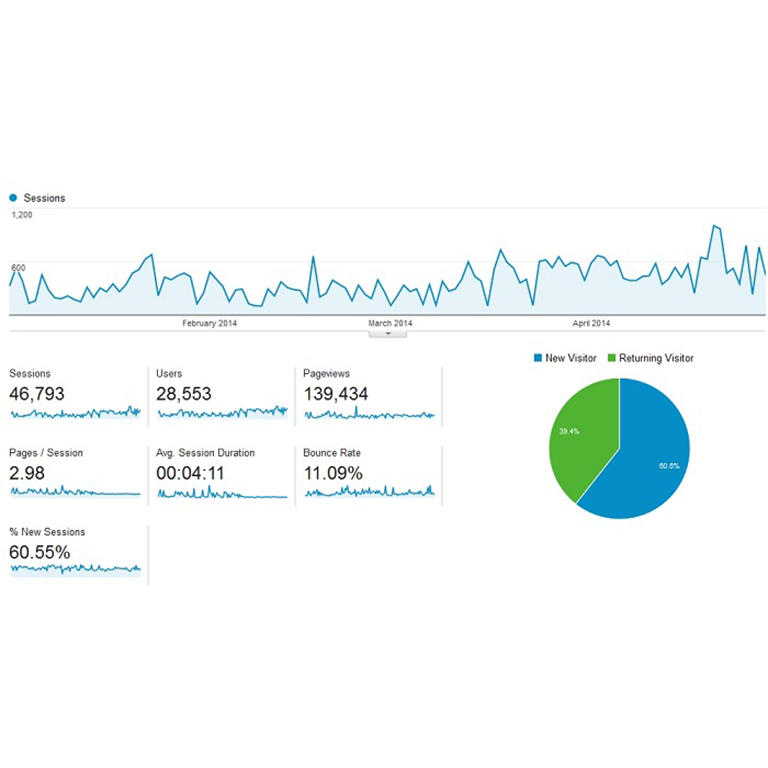 Sessions
1,200
600
February 2014 March 2014 April 2014
Sessions Users Pageviews
46,793 28,553 139,434
Pages / Session Avg. Session Duration Bounce Rate
2.98 00:04:11 11.09%
% New Sessions
60.55%
New Visitor Returning Visitor
39.4%
60.6%